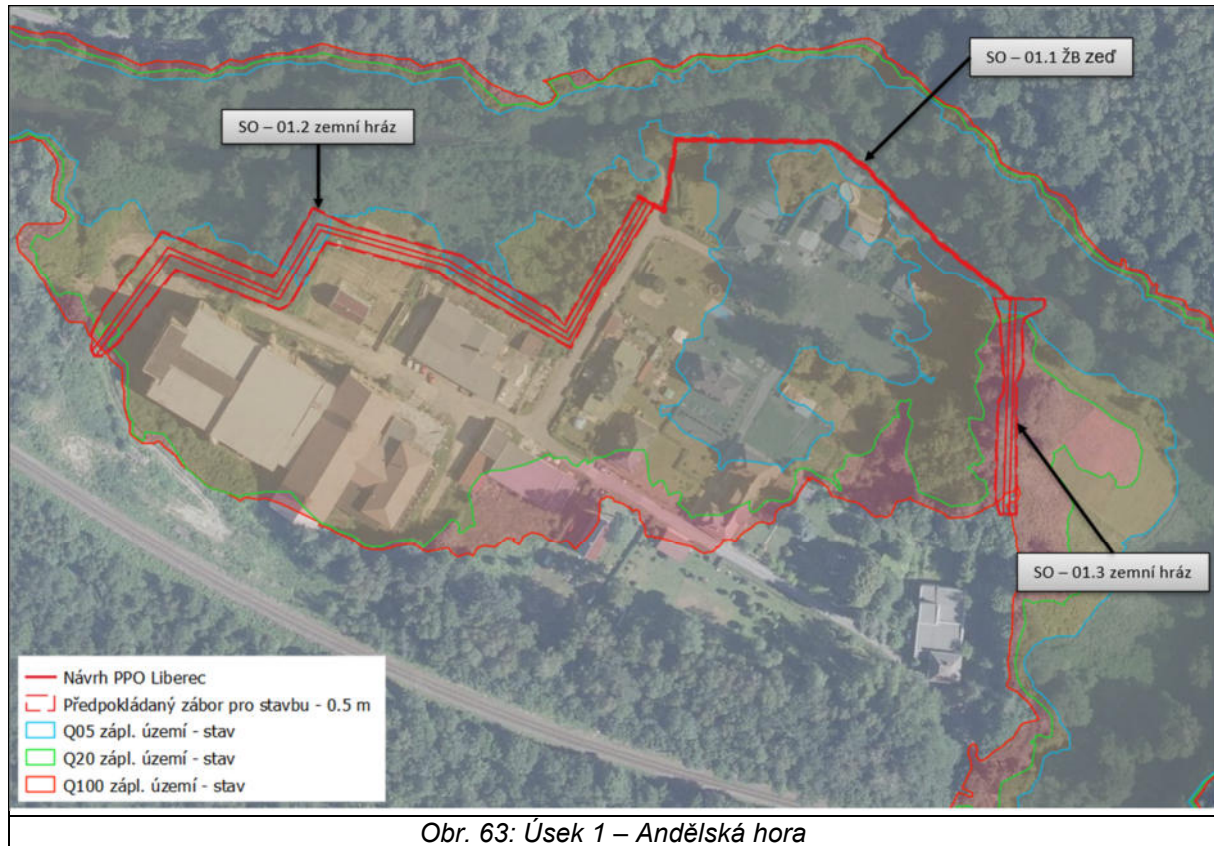 SO – 01.1 ŽB zeď
SO – 01.2 zemní hráz
SO – 01.3 zemní hráz
Návrh PPO Liberec
Předpokládaný zábor pro stavbu - 0.5 m
Q05 zápl. území - stav
Q20 zápl. území - stav
Q100 zápl. území - stav
Obr. 63: Úsek 1 – Andělská hora